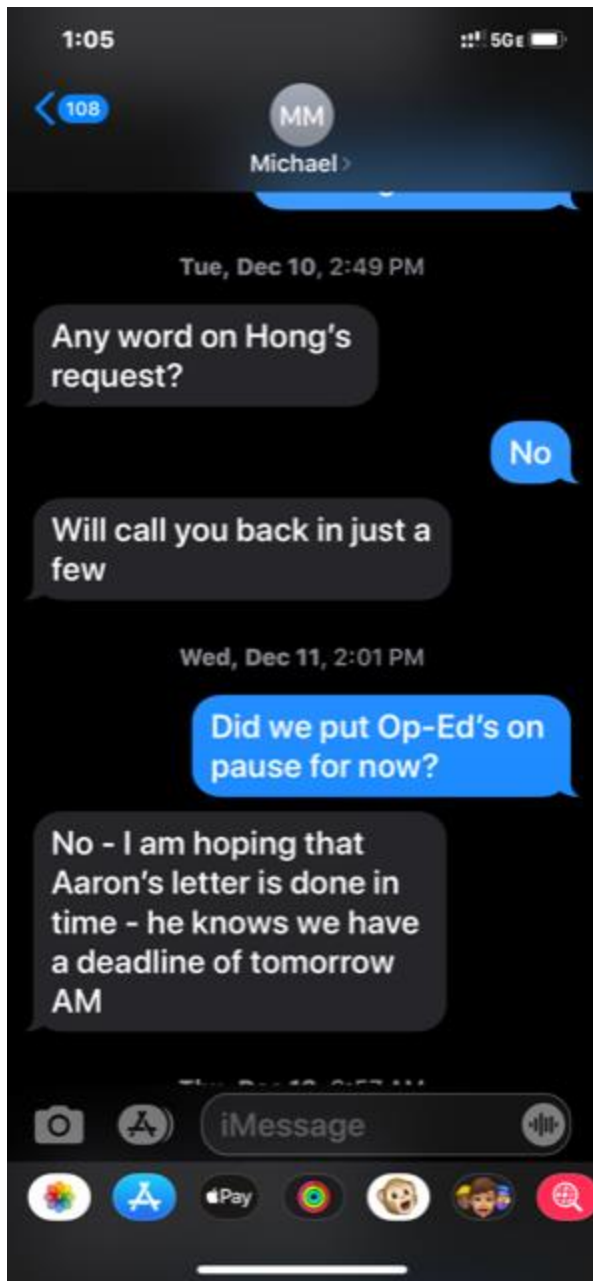 1:05
5GE
108
MM
Michael
Tue, Dec 10, 2:49 PM
Any word on Hong's
request?
No
Will call you back in just a
few
Wed, Dec 11, 2:01 PM
Did we put Op-Ed's on
pause for now?
No - I am hoping that
Aaron's letter is done in
time - he knows we have
a deadline of tomorrow
AM
iMessage
Pay